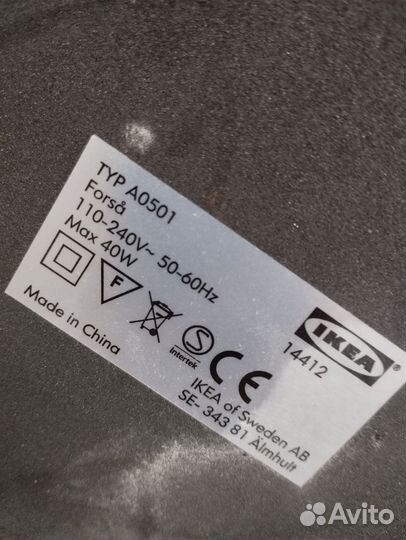 TYP A0501
Forså
110-240V~ 50-60Hz
Max 40W
F
Made in China
S
Intertek
CE
IKEA
14412
IKEA of Sweden AB
SE- 343 81 Älmhult
Avito